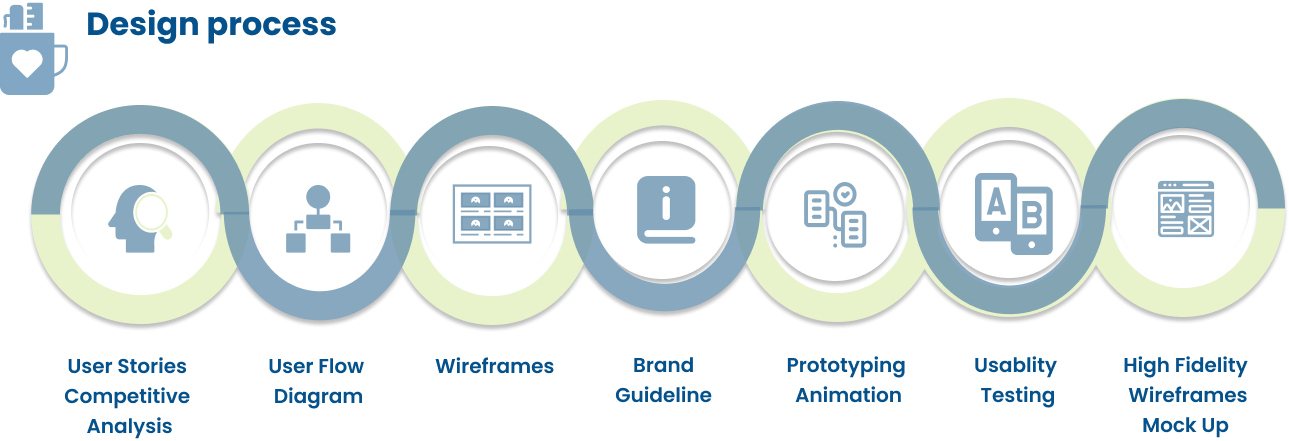 Design process
i
A
B
User Stories
Competitive
Analysis
User Flow
Diagram
Wireframes
Brand
Guideline
Prototyping
Animation
Usablity
Testing
High Fidelity
Wireframes
Mock Up